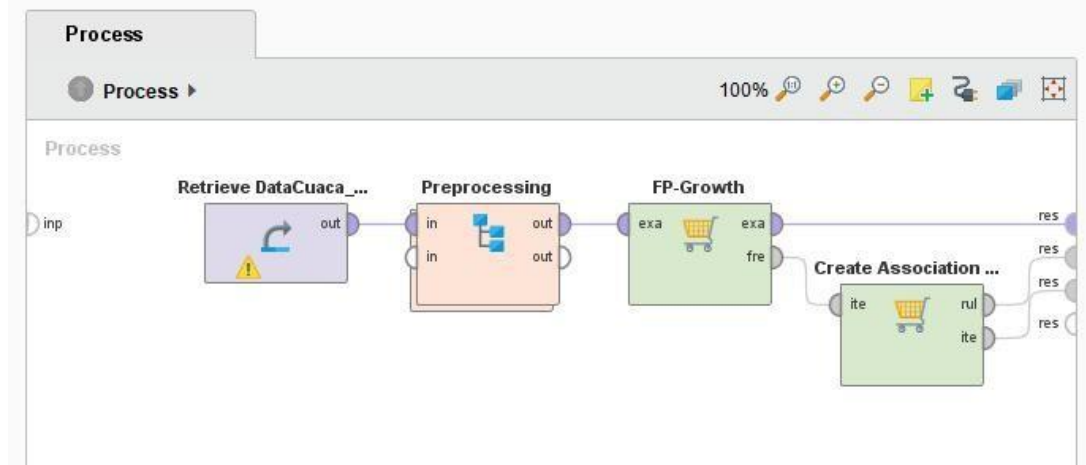 Process
Process
100%
Process
Retrieve DataCuaca_...
Preprocessing
FP-Growth
inp
out
in
out
in
out
exa
exa
fre
res
res
res
res
Create Association ...
ite
rul
ite